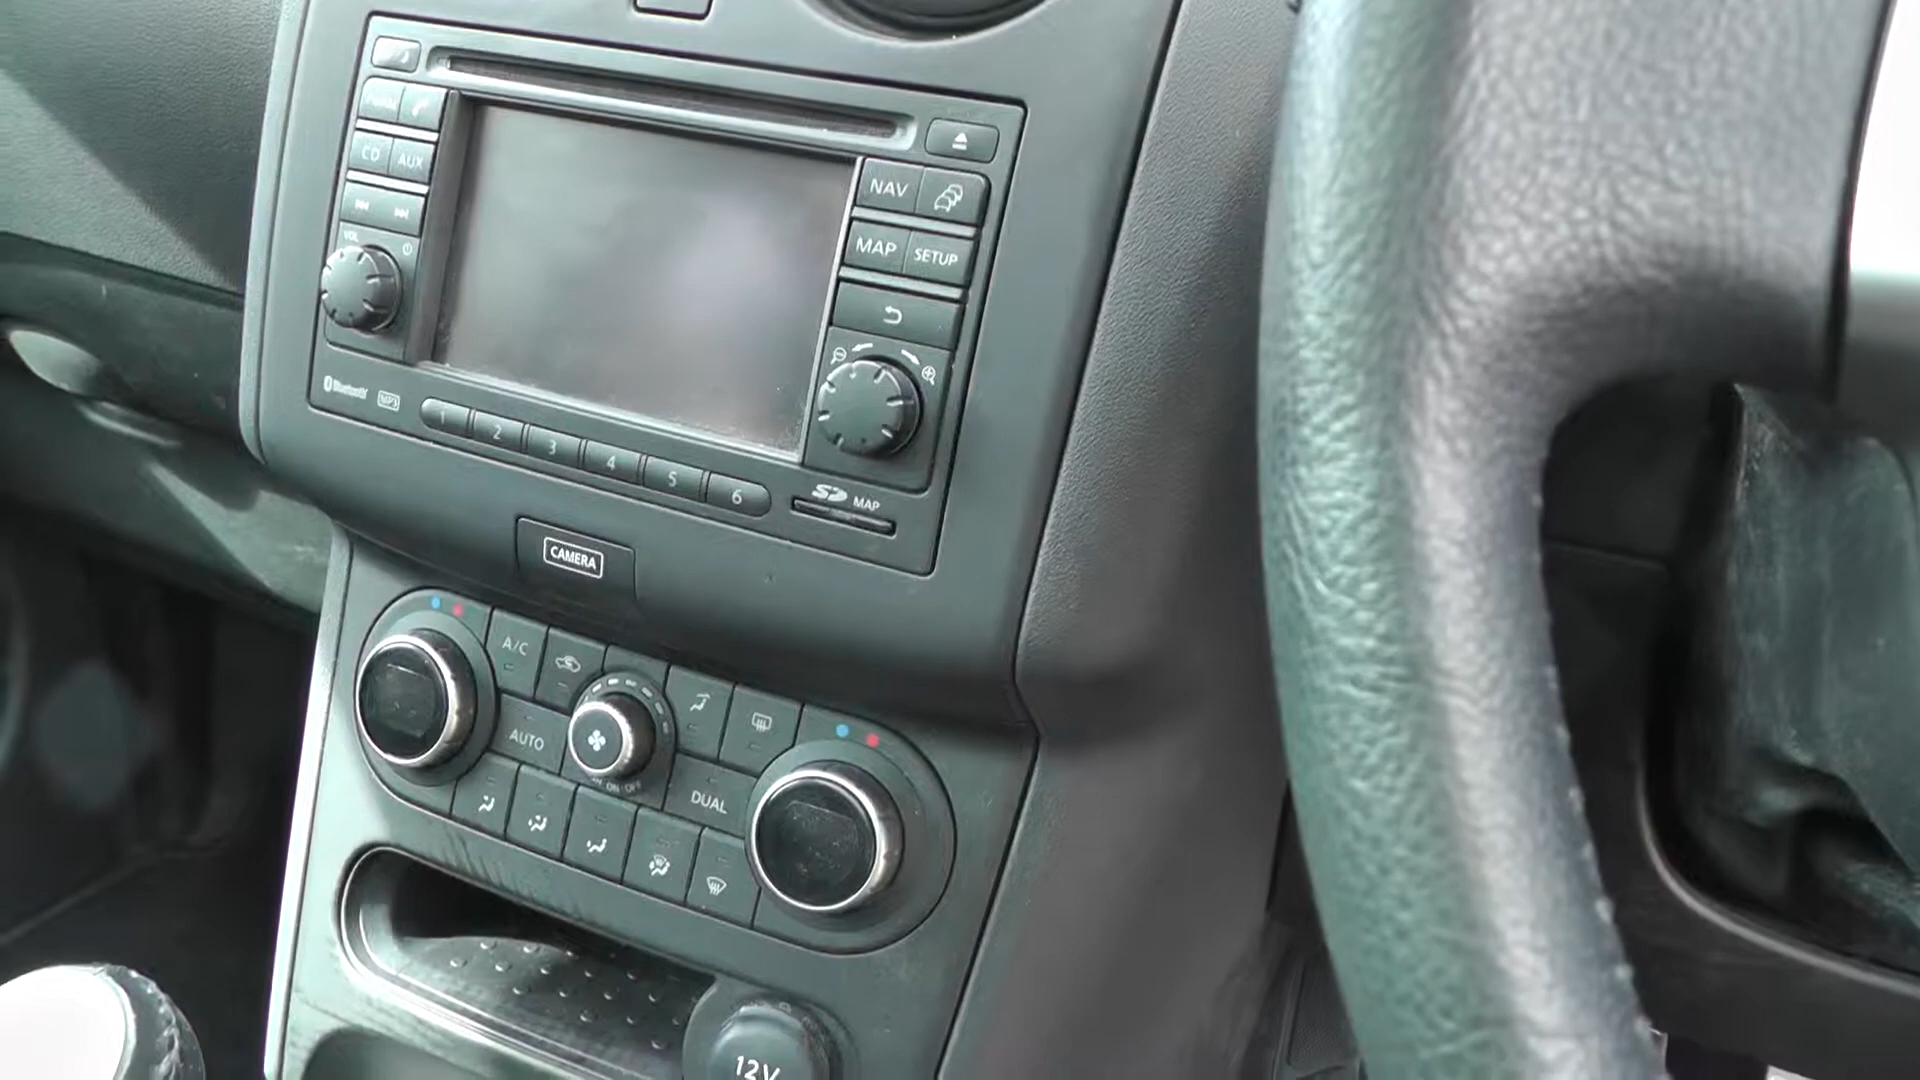 CD
AUX
NAV
MAP
SETUP
VOL
Bluetooth
MP3
1
2
3
4
5
6
SD
MAP
CAMERA
A/C
AUTO
ON·OFF
DUAL
12V